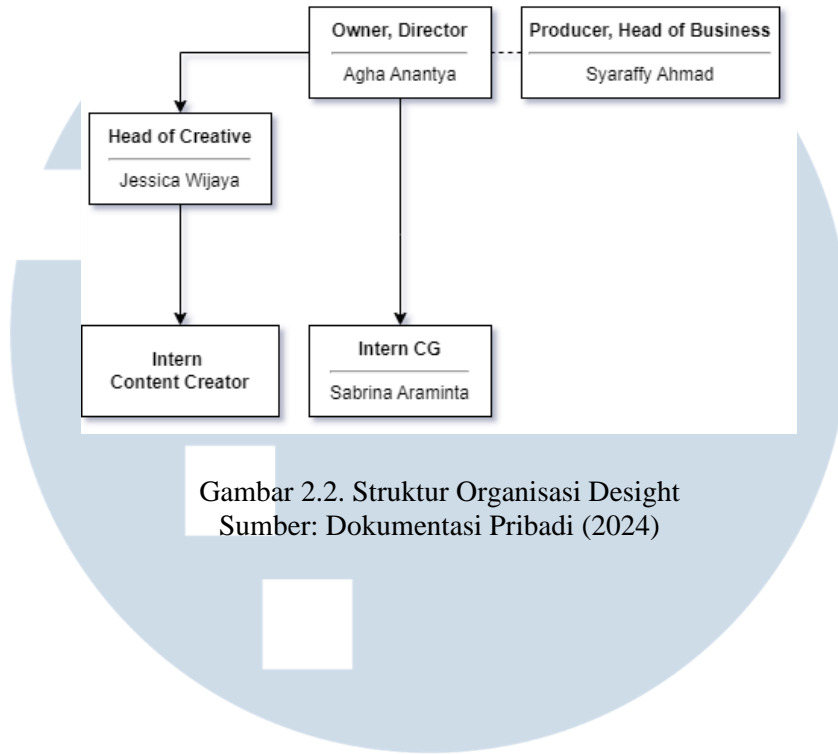 Owner, Director
Agha Anantya
Producer, Head of Business
Syaraffy Ahmad
Head of Creative
Jessica Wijaya
Intern
Content Creator
Intern CG
Sabrina Araminta
Gambar 2.2. Struktur Organisasi Desight
Sumber: Dokumentasi Pribadi (2024)